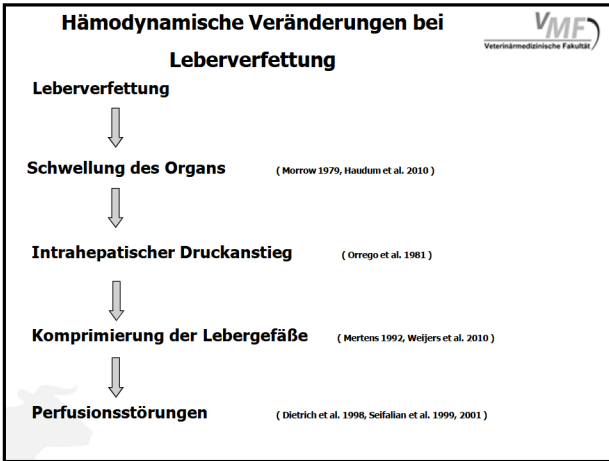 Hämodynamische Veränderungen bei
Leberverfettung
VMF
Veterinärmedizinische Fakultät
Leberverfettung
Schwellung des Organs ( Morrow 1979, Haudum et al. 2010 )
Intrahepatischer Druckanstieg ( Orrego et al. 1981 )
Komprimierung der Lebergefäße ( Mertens 1992, Weijers et al. 2010 )
Perfusionsstörungen ( Dietrich et al. 1998, Seifalian et al. 1999, 2001 )